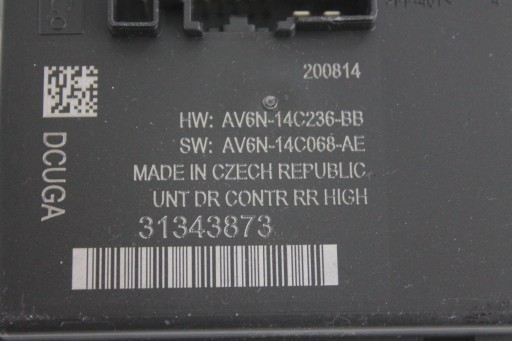 200814
HW: AV6N-14C236-BB
SW: AV6N-14C068-AE
MADE IN CZECH REPUBLIC
UNT DR CONTR RR HIGH
31343873
DCUGA